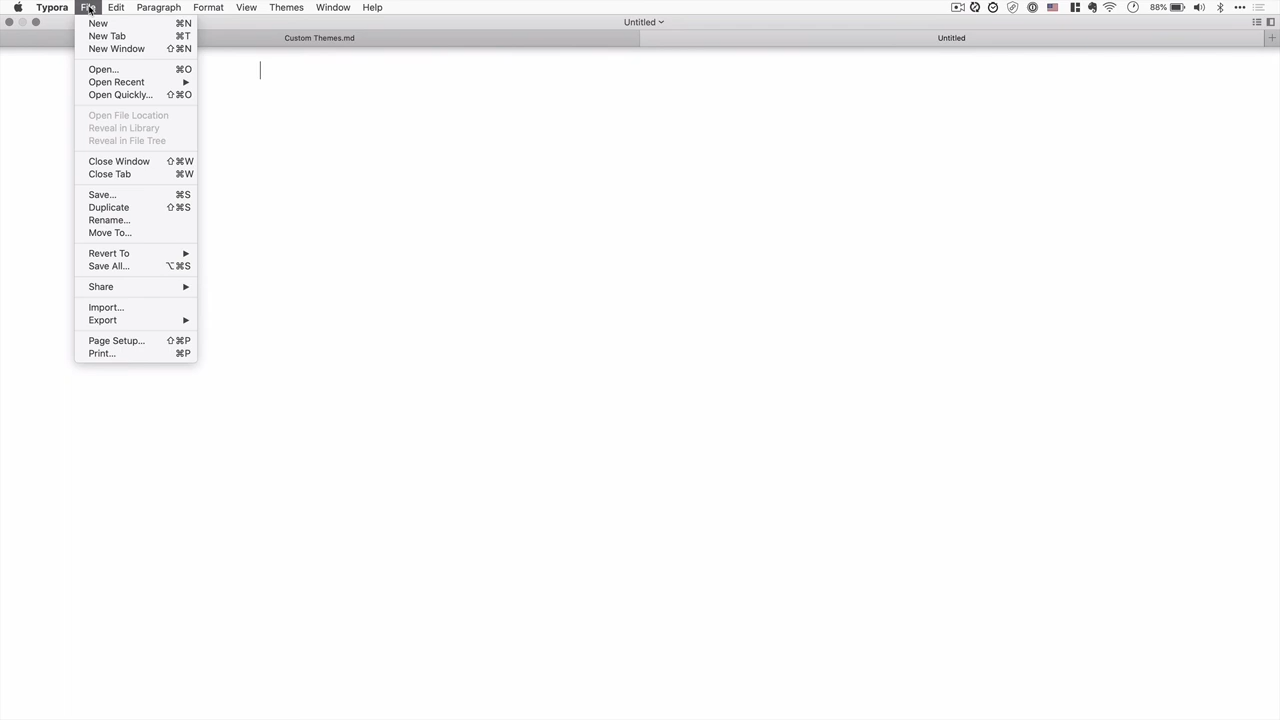 Typora File Edit Paragraph Format View Themes Window Help 88%
Untitled
Custom Themes.md Untitled
New ⌘N
New Tab ⌘T
New Window ⇧⌘N
Open... ⌘O
Open Recent ▶
Open Quickly... ⇧⌘O
Open File Location
Reveal in Library
Reveal in File Tree
Close Window ⇧⌘W
Close Tab ⌘W
Save... ⌘S
Duplicate ⇧⌘S
Rename...
Move To...
Revert To ▶
Save All... ⌥⌘S
Share ▶
Import...
Export ▶
Page Setup... ⇧⌘P
Print... ⌘P